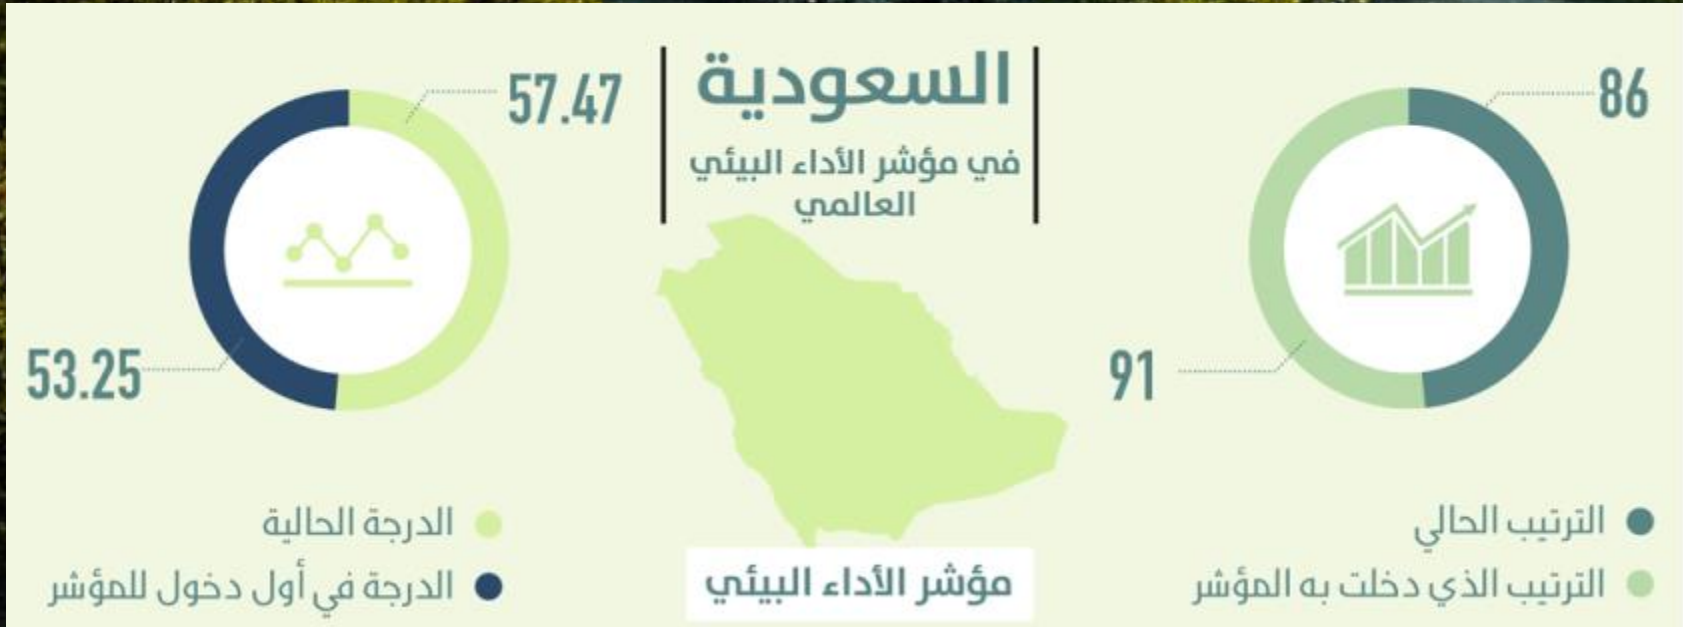 السعودية
في مؤشر الأداء البيئي
العالمي
86
91
الترتيب الحالي
الترتيب الذي دخلت به المؤشر
57.47
53.25
الدرجة الحالية
الدرجة في أول دخول للمؤشر
مؤشر الأداء البيئي